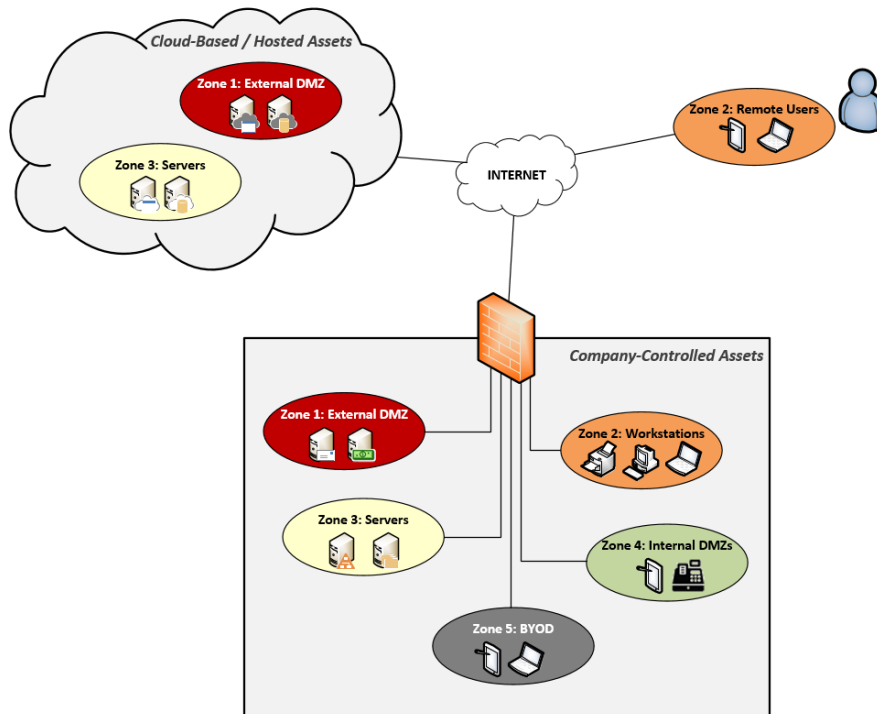 Cloud-Based / Hosted Assets
Zone 1: External DMZ
Zone 3: Servers
Zone 2: Remote Users
INTERNET
Company-Controlled Assets
Zone 1: External DMZ
Zone 2: Workstations
Zone 3: Servers
Zone 4: Internal DMZs
Zone 5: BYOD